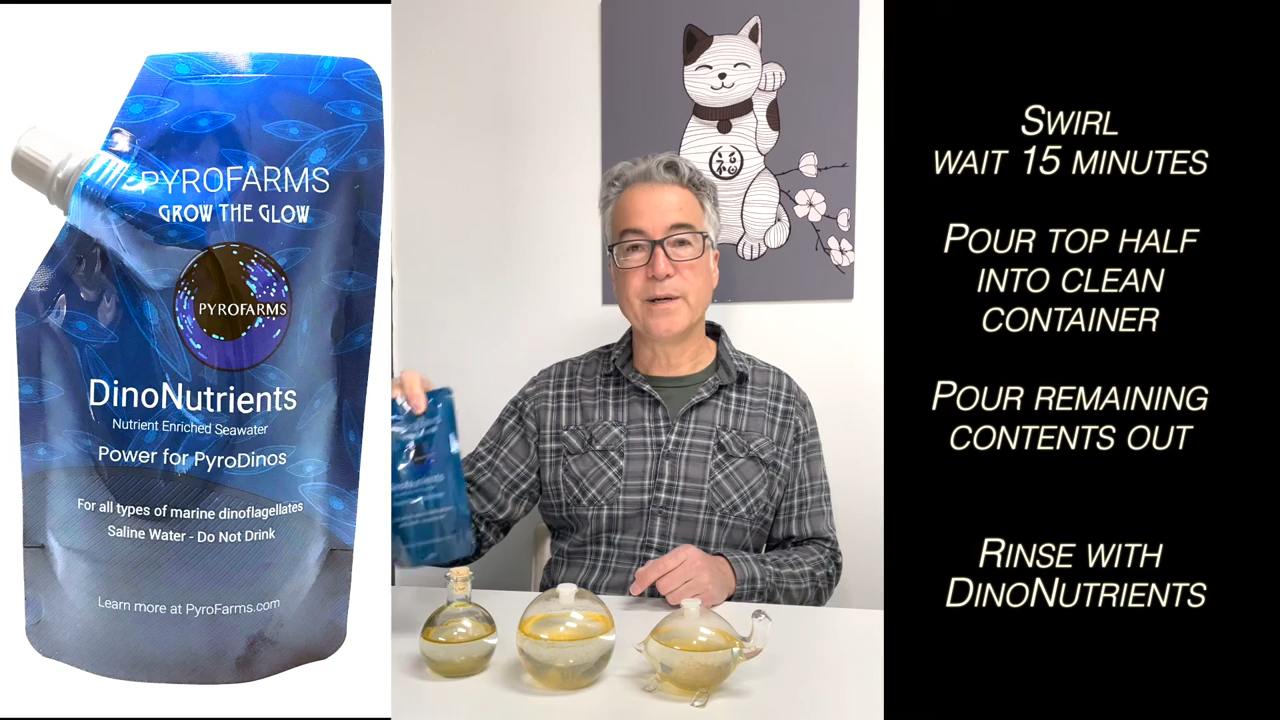 PYROFARMS
GROW THE GLOW
PYROFARMS
DinoNutrients
Nutrient Enriched Seawater
Power for PyroDinos
For all types of marine dinoflagellates
Saline Water - Do Not Drink
Learn more at PyroFarms.com
福
DinoNutrients
SWIRL
WAIT 15 MINUTES
POUR TOP HALF
INTO CLEAN
CONTAINER
POUR REMAINING
CONTENTS OUT
RINSE WITH
DINONUTRIENTS